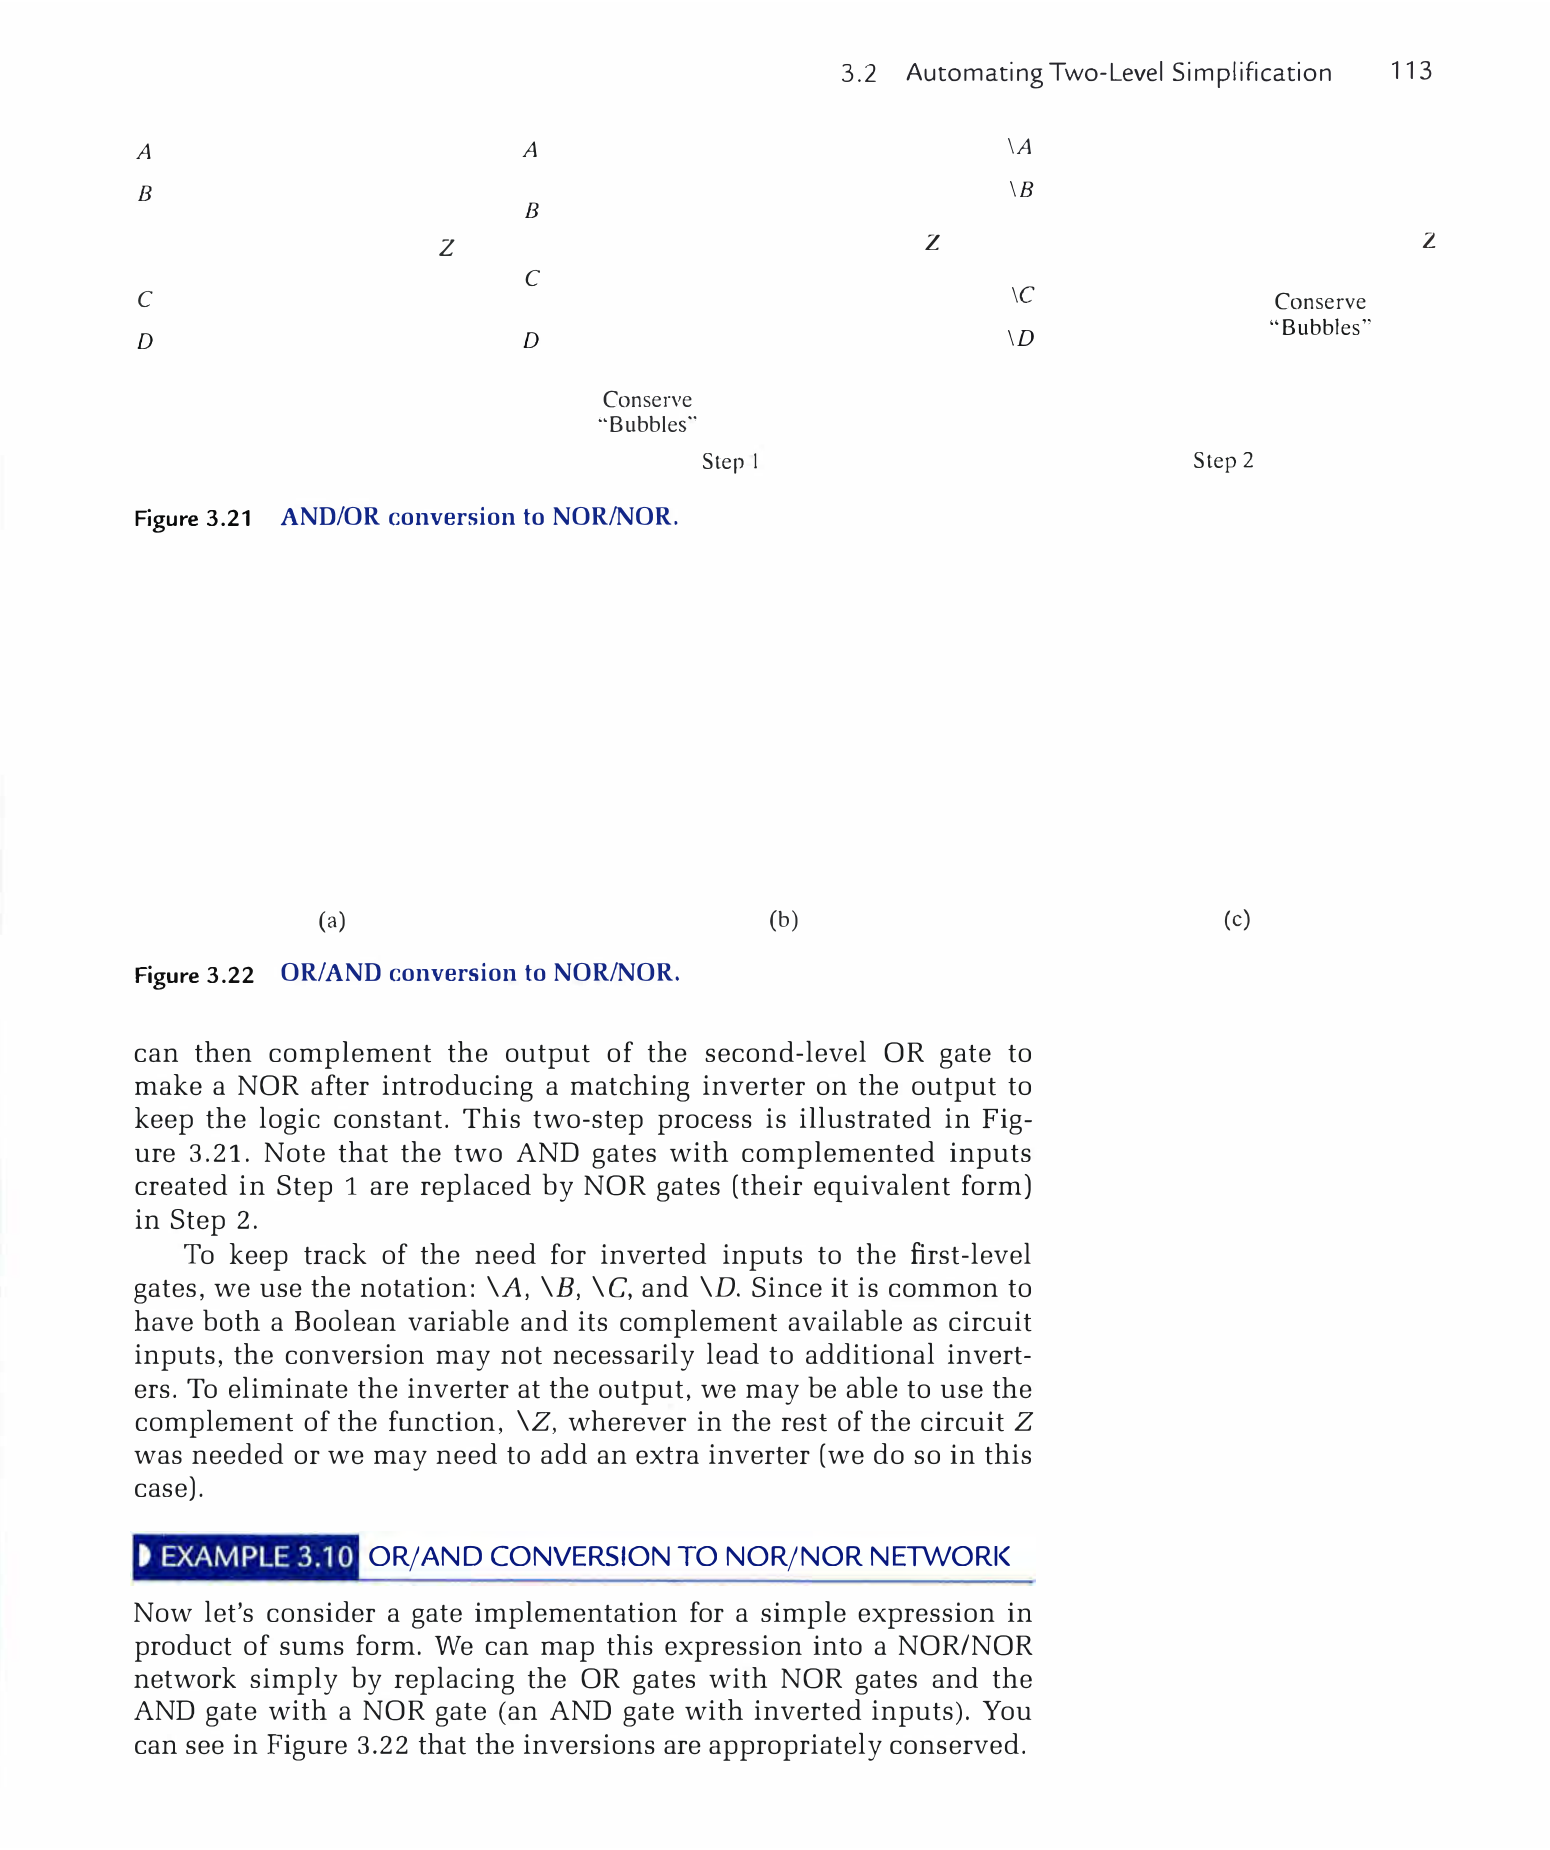 3.2 Automating Two-Level Simplification 113
A A \A
B \B
B
Z Z Z
C
C \C Conserve
"Bubbles"
D D \D
Conserve
"Bubbles"
Step 1 Step 2
Figure 3.21 AND/OR conversion to NOR/NOR.
(a) (b) (c)
Figure 3.22 OR/AND conversion to NOR/NOR.
can then complement the output of the second-level OR gate to
make a NOR after introducing a matching inverter on the output to
keep the logic constant. This two-step process is illustrated in Fig-
ure 3.21. Note that the two AND gates with complemented inputs
created in Step 1 are replaced by NOR gates (their equivalent form)
in Step 2.
To keep track of the need for inverted inputs to the first-level
gates, we use the notation: \A, \B, \C, and \D. Since it is common to
have both a Boolean variable and its complement available as circuit
inputs, the conversion may not necessarily lead to additional invert-
ers. To eliminate the inverter at the output, we may be able to use the
complement of the function, \Z, wherever in the rest of the circuit Z
was needed or we may need to add an extra inverter (we do so in this
case).
EXAMPLE 3.10 OR/AND CONVERSION TO NOR/NOR NETWORK
Now let's consider a gate implementation for a simple expression in
product of sums form. We can map this expression into a NOR/NOR
network simply by replacing the OR gates with NOR gates and the
AND gate with a NOR gate (an AND gate with inverted inputs). You
can see in Figure 3.22 that the inversions are appropriately conserved.